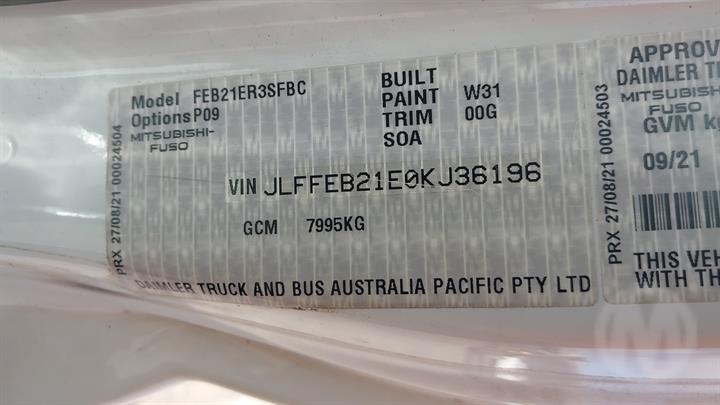 Model FEB21ER3SFBC
Options P09
MITSUBISHI-
FUSO
BUILT
PAINT W31
TRIM 00G
SOA
VIN JLFFEB21E0KJ36196
GCM 7995KG
DAIMLER TRUCK AND BUS AUSTRALIA PACIFIC PTY LTD
PRX 27/08/21 00024504
PRX 27/08/21 00024503
APPROV
DAIMLER TR
MITSUBISHI-
FUSO
GVM kg
09/21
THIS VEH
WITH TH
M